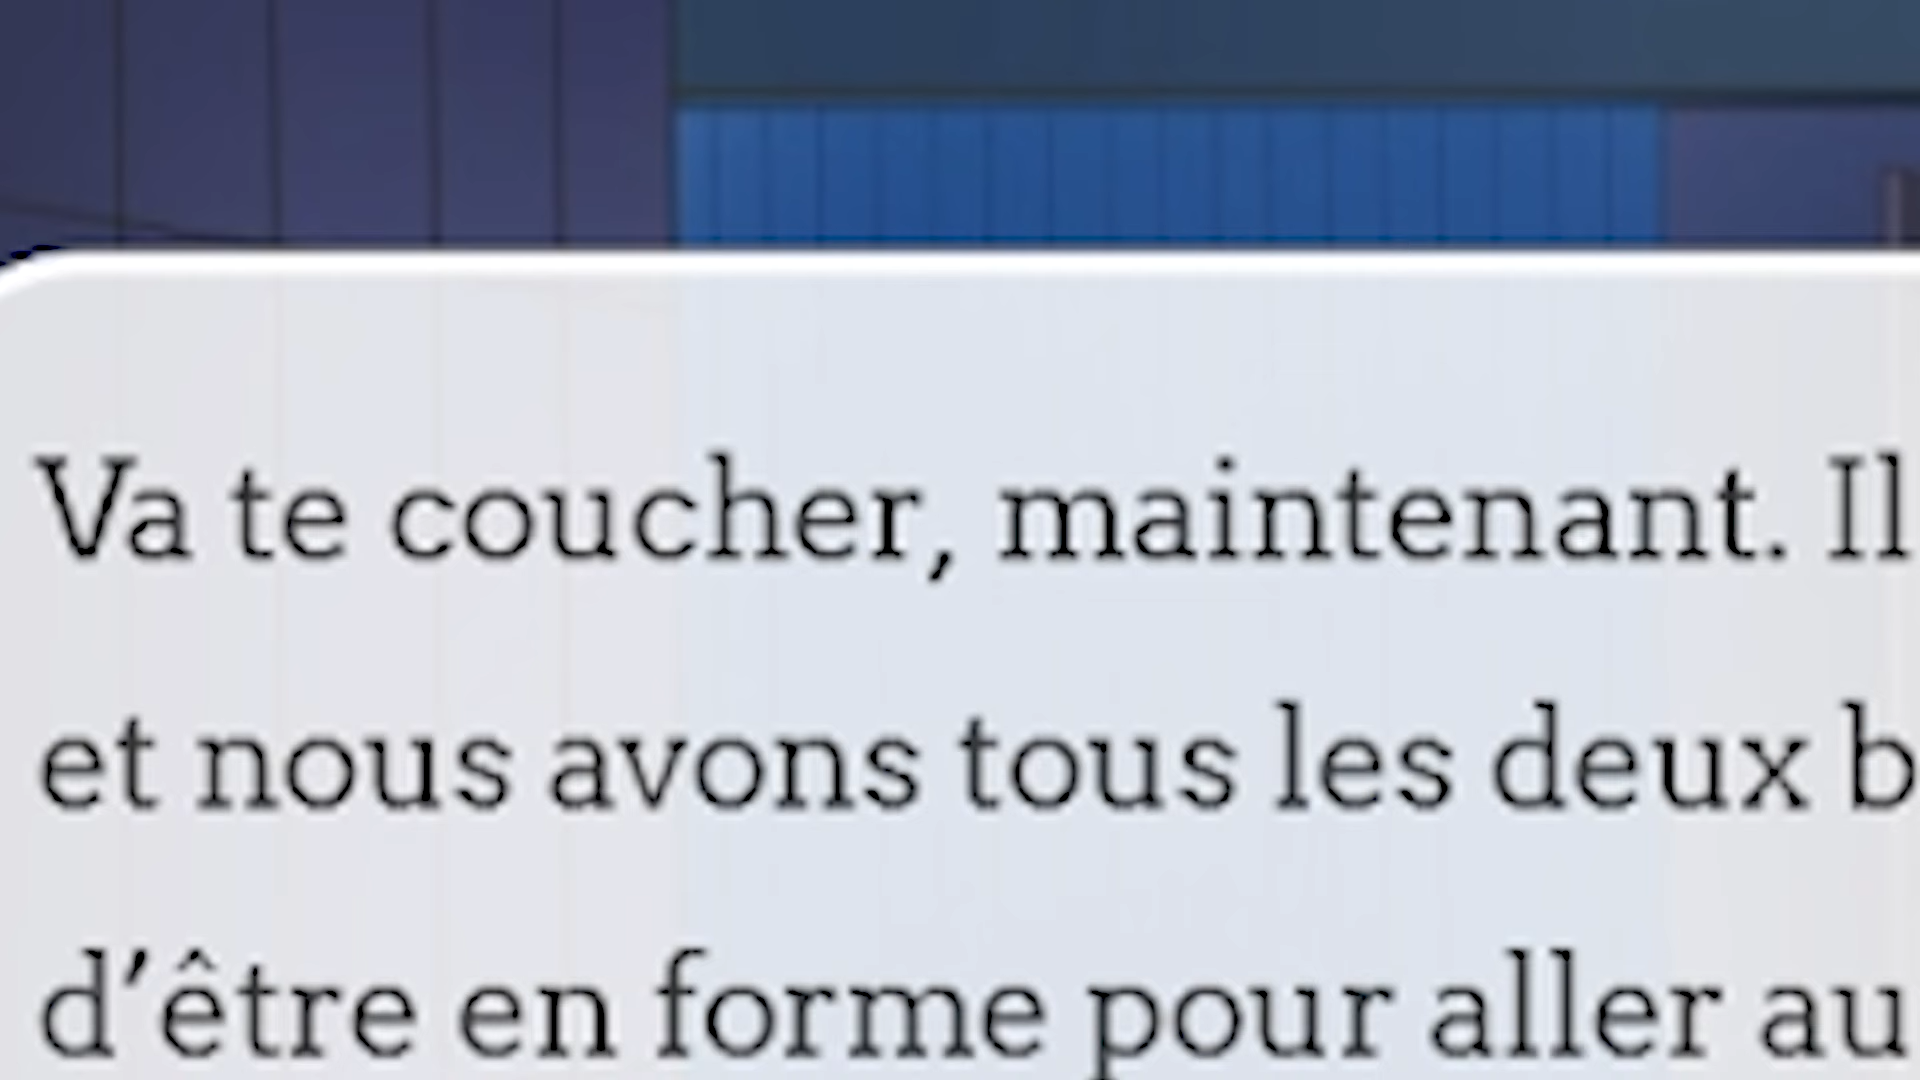 Va te coucher, maintenant. Il
et nous avons tous les deux b
d’être en forme pour aller au